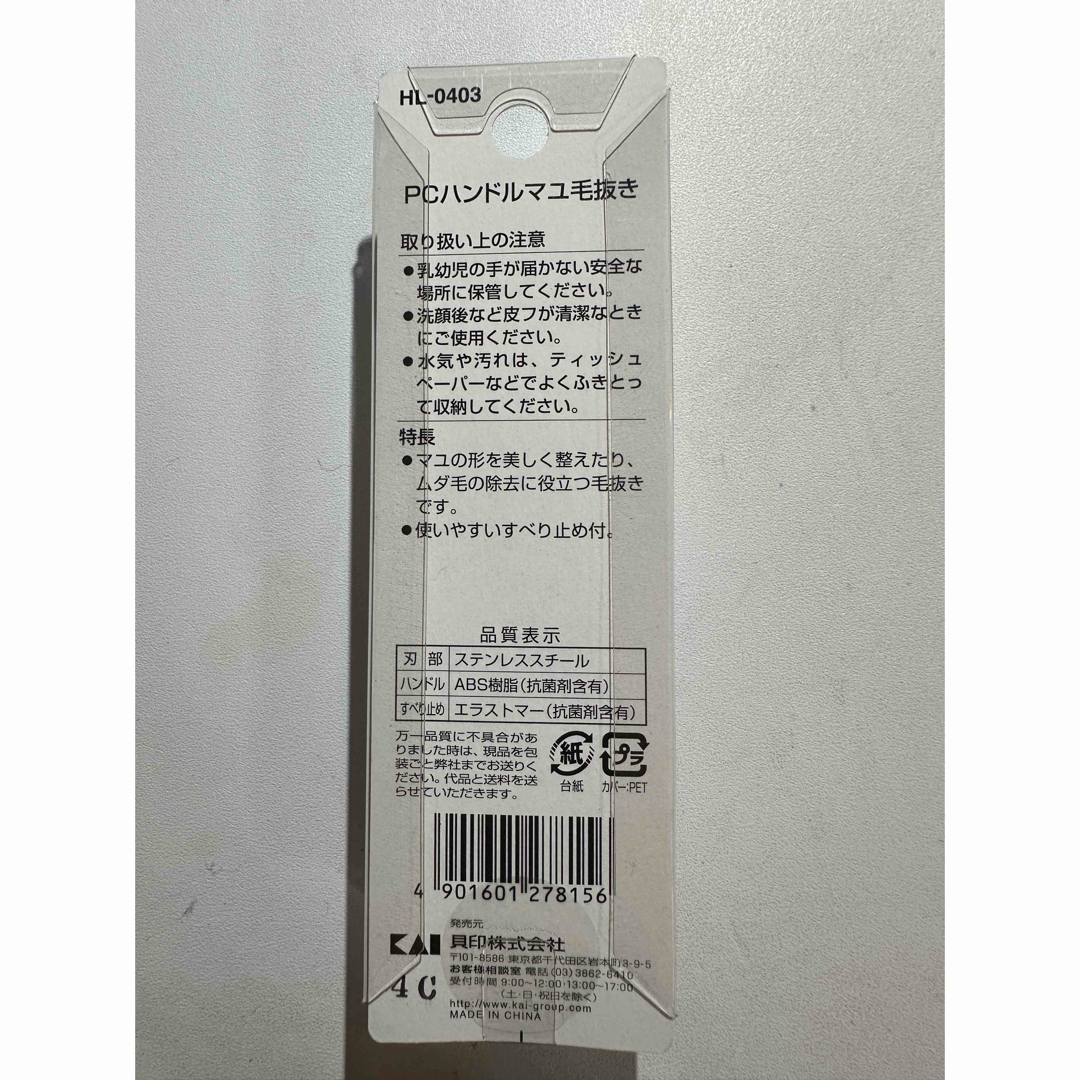 HL-0403
PCハンドルマユ毛抜き
取り扱い上の注意
●乳幼児の手が届かない安全な
場所に保管してください。
●洗顔後など皮フが清潔なとき
にご使用ください。
●水気や汚れは、ティッシュ
ペーパーなどでよくふきとっ
て収納してください。
特長
●マユの形を美しく整えたり、
ムダ毛の除去に役立つ毛抜き
です。
●使いやすいすべり止め付。
品質表示
刃部 ステンレススチール
ハンドル ABS樹脂(抗菌剤含有)
すべり止め エラストマー(抗菌剤含有)
万一品質に不具合があ
りました時は、現品を包
装ごと弊社までお送りく
ださい。代品と送料を送
らせていただきます。
紙 プラ
台紙 カバー:PET
4 901601 278156
発売元
KAI 貝印株式会社
〒101-8586 東京都千代田区岩本町3-9-5
お客様相談室 電話(03)3862-6410
受付時間 9:00~12:00・13:00~17:00
(土・日・祝日を除く)
4C
http://www.kai-group.com
MADE IN CHINA